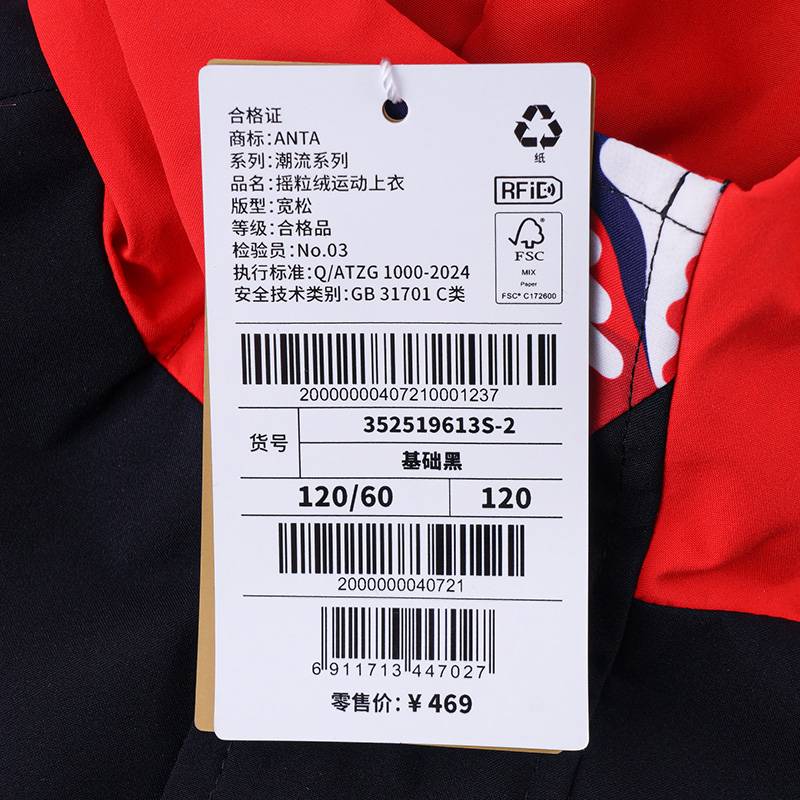 合格证
商标:ANTA
系列:潮流系列
品名:摇粒绒运动上衣
版型:宽松
等级:合格品
检验员:No.03
执行标准:Q/ATZG 1000-2024
安全技术类别:GB 31701 C类
纸
RFiD
FSC
MIX
Paper
FSC® C172600
20000000407210001237
货号
352519613S-2
基础黑
120/60 120
2000000040721
6 911713 447027
零售价:¥469